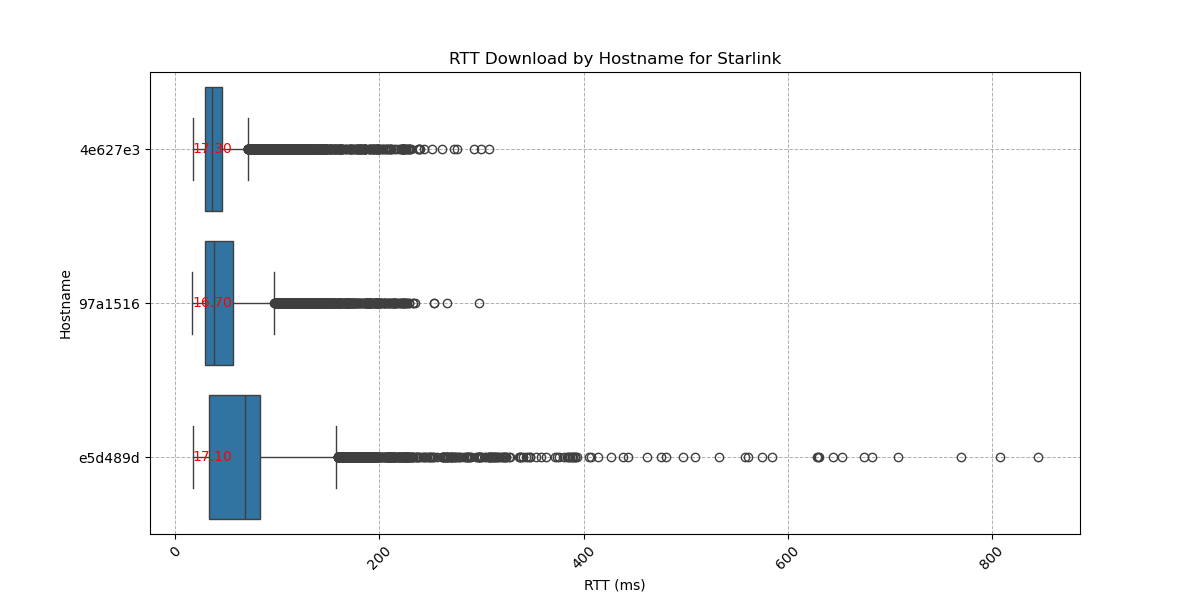 RTT Download by Hostname for Starlink
4e627e3
17.30
97a1516
16.70
e5d489d
17.10
Hostname
0
200
400
600
800
RTT (ms)